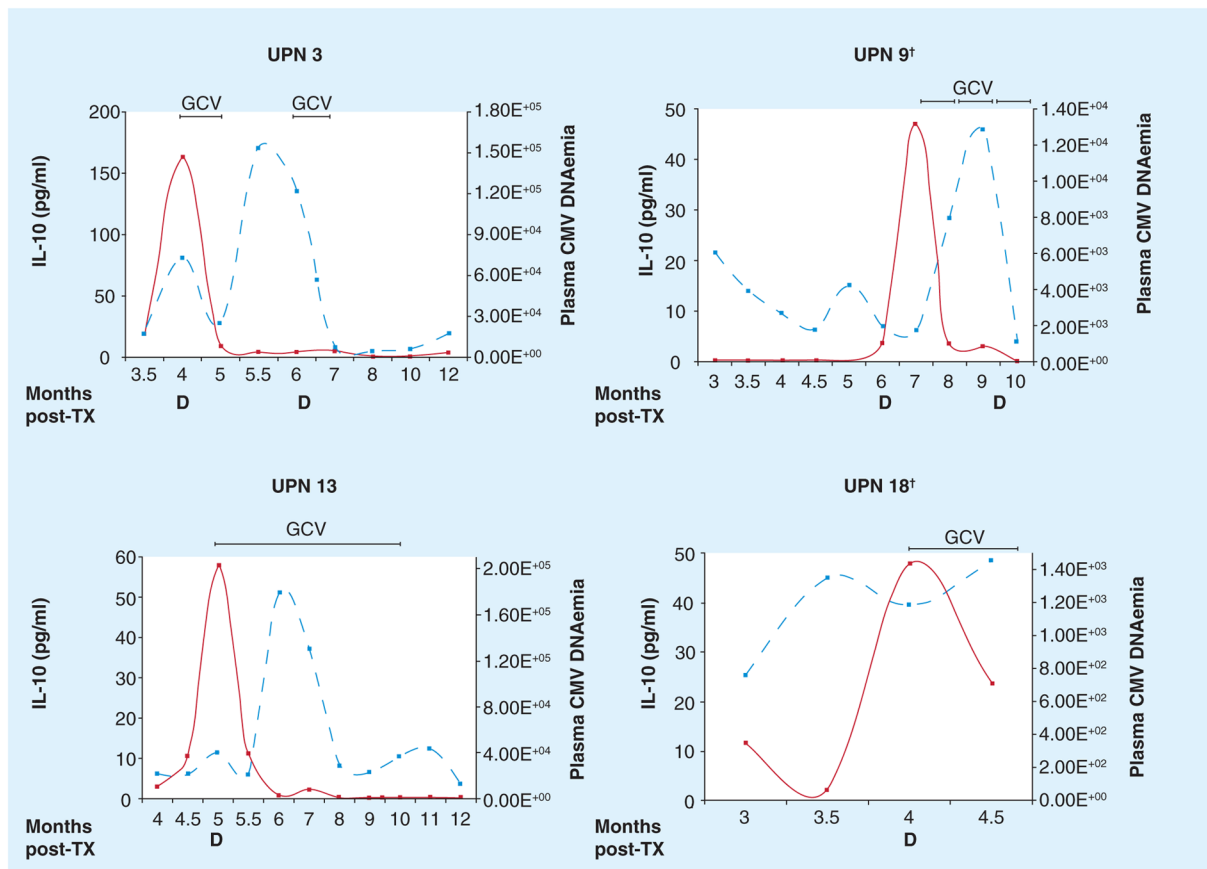 UPN 3
GCV GCV
200 1.80E+05
150 1.50E+05
1.20E+05
100 9.00E+04
6.00E+04
50 3.00E+04
0 0.00E+00
IL-10 (pg/ml)
Plasma CMV DNAemia
3.5 4 5 5.5 6 7 8 10 12
Months
post-TX
D D
UPN 9†
GCV
50 1.40E+04
1.20E+04
40 1.00E+04
30 8.00E+03
20 6.00E+03
4.00E+03
10 2.00E+03
0 0.00E+00
IL-10 (pg/ml)
Plasma CMV DNAemia
3 3.5 4 4.5 5 6 7 8 9 10
Months
post-TX
D D
UPN 13
GCV
60 2.00E+05
50 1.60E+05
40
30 1.20E+05
20 8.00E+04
10 4.00E+04
0 0.00E+00
IL-10 (pg/ml)
Plasma CMV DNAemia
4 4.5 5 5.5 6 7 8 9 10 11 12
Months
post-TX
D
UPN 18†
GCV
50 1.40E+03
40 1.20E+03
1.00E+03
30 8.00E+02
20 6.00E+02
4.00E+02
10 2.00E+02
0 0.00E+00
IL-10 (pg/ml)
Plasma CMV DNAemia
3 3.5 4 4.5
Months
post-TX
D